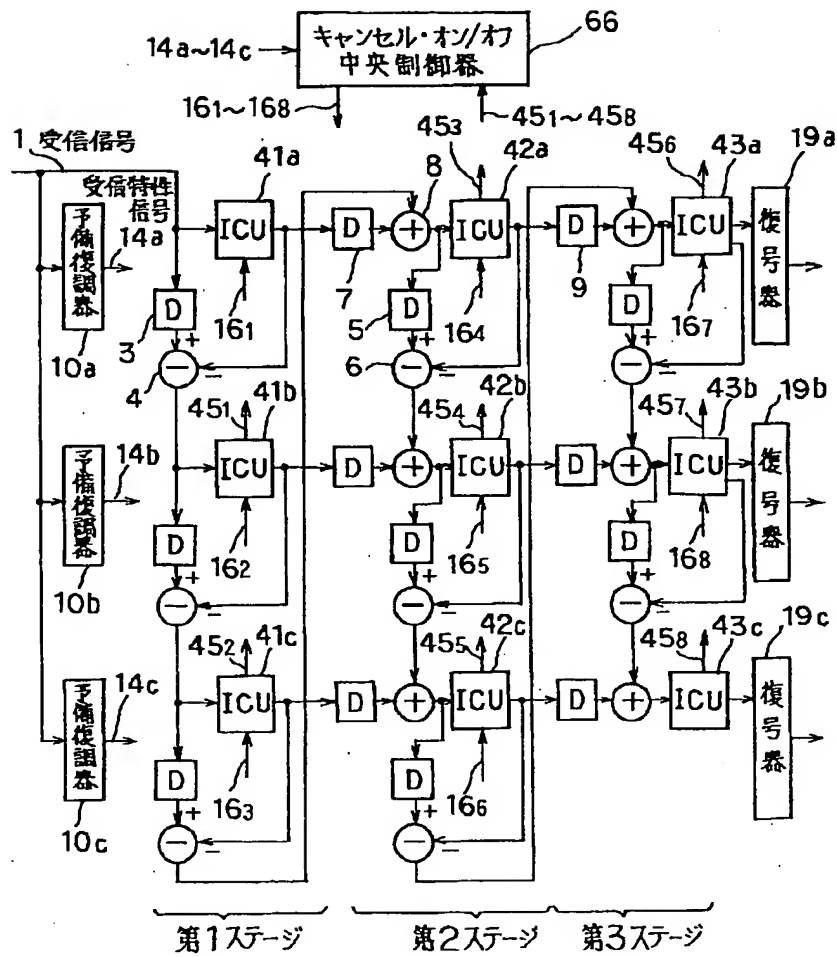 キャンセル・オン/オフ
中央制御器
66
14a~14c
161~168
451~458
1 受信信号
受信特性
信号
14a
予備復調器
10a
41a
ICU
161
D
3
+
4
−
−
D
7
8
+
453
42a
ICU
164
D
5
+
6
−
−
D
9
+
456
43a
ICU
167
D
+
−
−
19a
復号器
14b
予備復調器
10b
451
41b
ICU
162
D
+
−
−
D
+
454
42b
ICU
165
D
+
−
−
D
+
457
43b
ICU
168
D
+
−
−
19b
復号器
14c
予備復調器
10c
452
41c
ICU
163
D
+
−
−
D
+
455
42c
ICU
166
D
+
−
−
D
+
458
43c
ICU
19c
復号器
第1ステージ
第2ステージ
第3ステージ